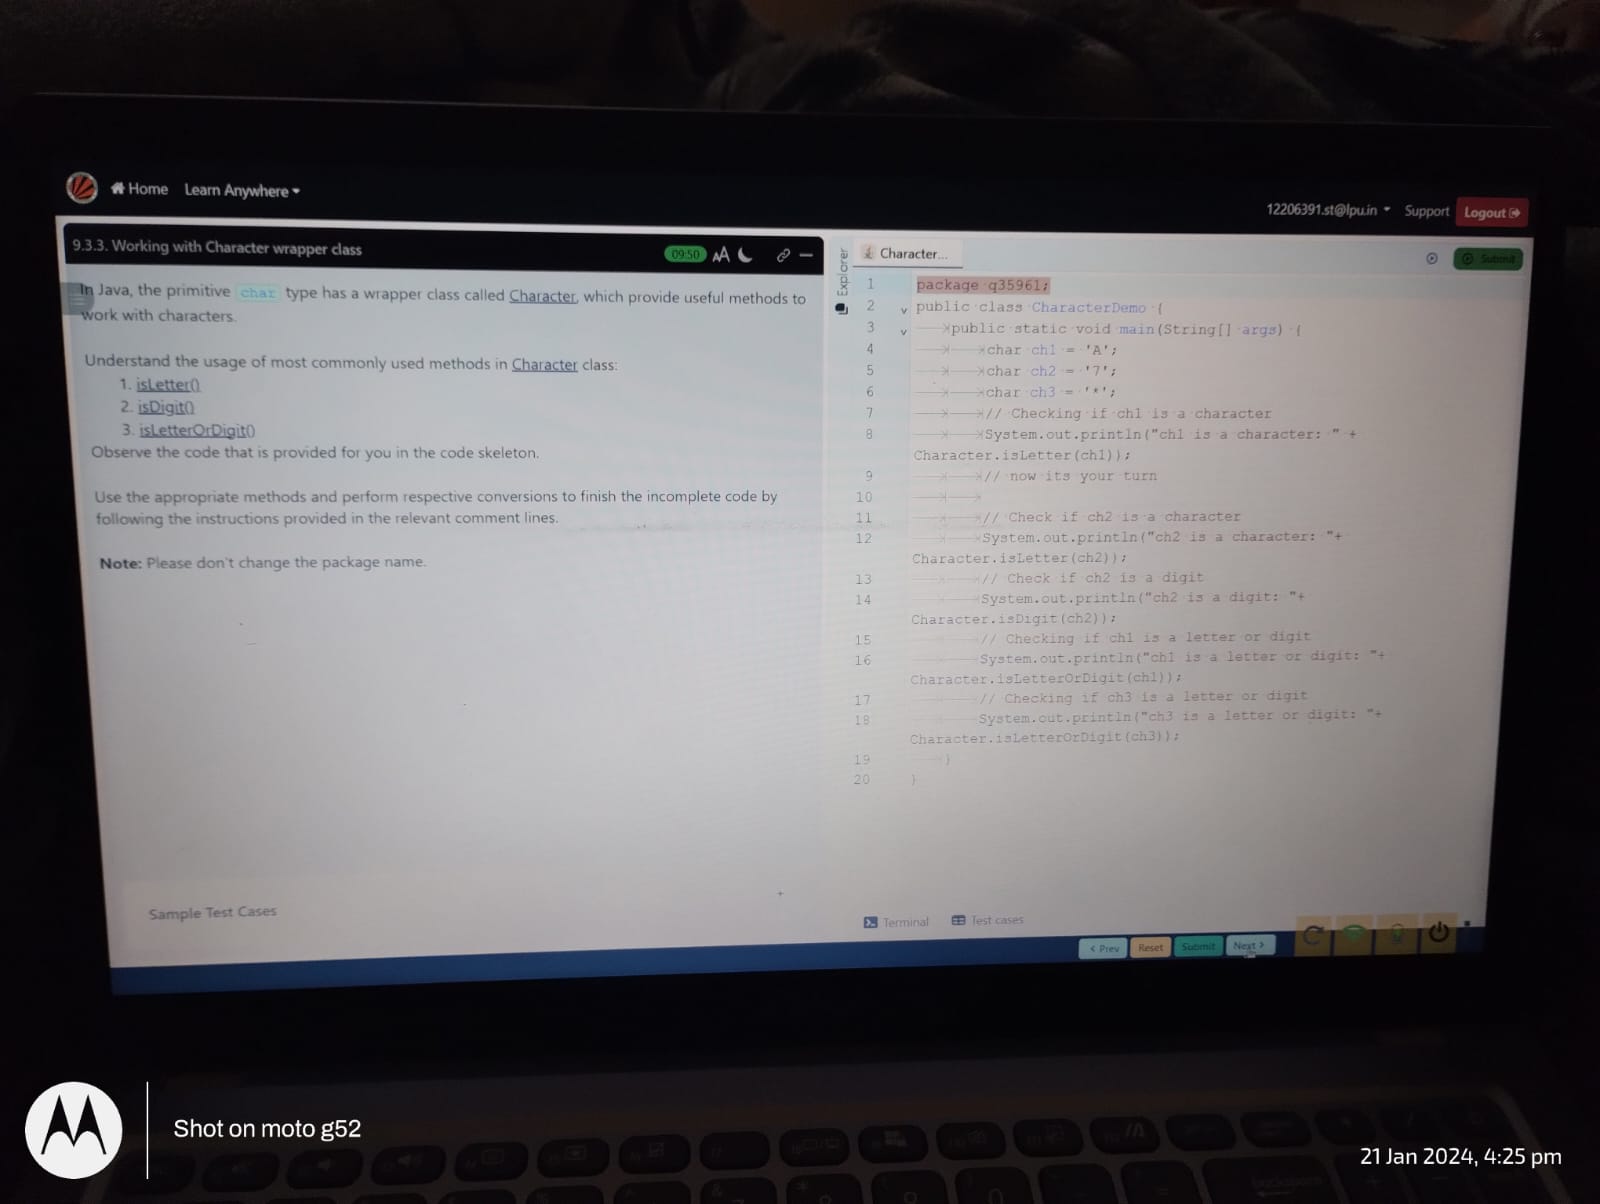 Home Learn Anywhere
12206391.st@lpu.in Support Logout
9.3.3. Working with Character wrapper class
09:50 AA
In Java, the primitive char type has a wrapper class called Character, which provide useful methods to
work with characters.
Understand the usage of most commonly used methods in Character class:
1. isLetter()
2. isDigit()
3. isLetterOrDigit()
Observe the code that is provided for you in the code skeleton.
Use the appropriate methods and perform respective conversions to finish the incomplete code by
following the instructions provided in the relevant comment lines.
Note: Please don't change the package name.
Sample Test Cases
Explorer
Character...
Submit
1 package q35961;
2 public class CharacterDemo {
3 public static void main(String[] args) {
4 char ch1 = 'A';
5 char ch2 = '7';
6 char ch3 = '*';
7 // Checking if ch1 is a character
8 System.out.println("ch1 is a character: " +
Character.isLetter(ch1));
9 // now its your turn
10
11 // Check if ch2 is a character
12 System.out.println("ch2 is a character: "+
Character.isLetter(ch2));
13 // Check if ch2 is a digit
14 System.out.println("ch2 is a digit: "+
Character.isDigit(ch2));
15 // Checking if ch1 is a letter or digit
16 System.out.println("ch1 is a letter or digit: "+
Character.isLetterOrDigit(ch1));
17 // Checking if ch3 is a letter or digit
18 System.out.println("ch3 is a letter or digit: "+
Character.isLetterOrDigit(ch3));
19 }
20 }
Terminal Test cases
< Prev Reset Submit Next >
Shot on moto g52
21 Jan 2024, 4:25 pm